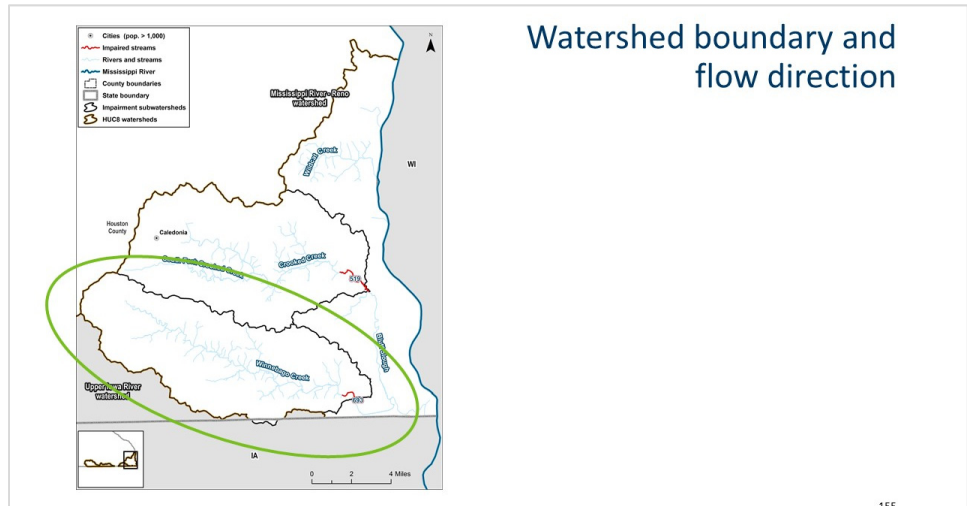 Watershed boundary and
flow direction
Cities (pop. > 1,000)
Impaired streams
Rivers and streams
Mississippi River
County boundaries
State boundary
Impairment subwatersheds
HUC8 watersheds
N
Mississippi River - Reno
watershed
Wildcat Creek
WI
Houston
County
Caledonia
South Fork Crooked Creek
Crooked Creek
519
Winnebago Creek
Upper Iowa River
watershed
IA
0 2 4 Miles